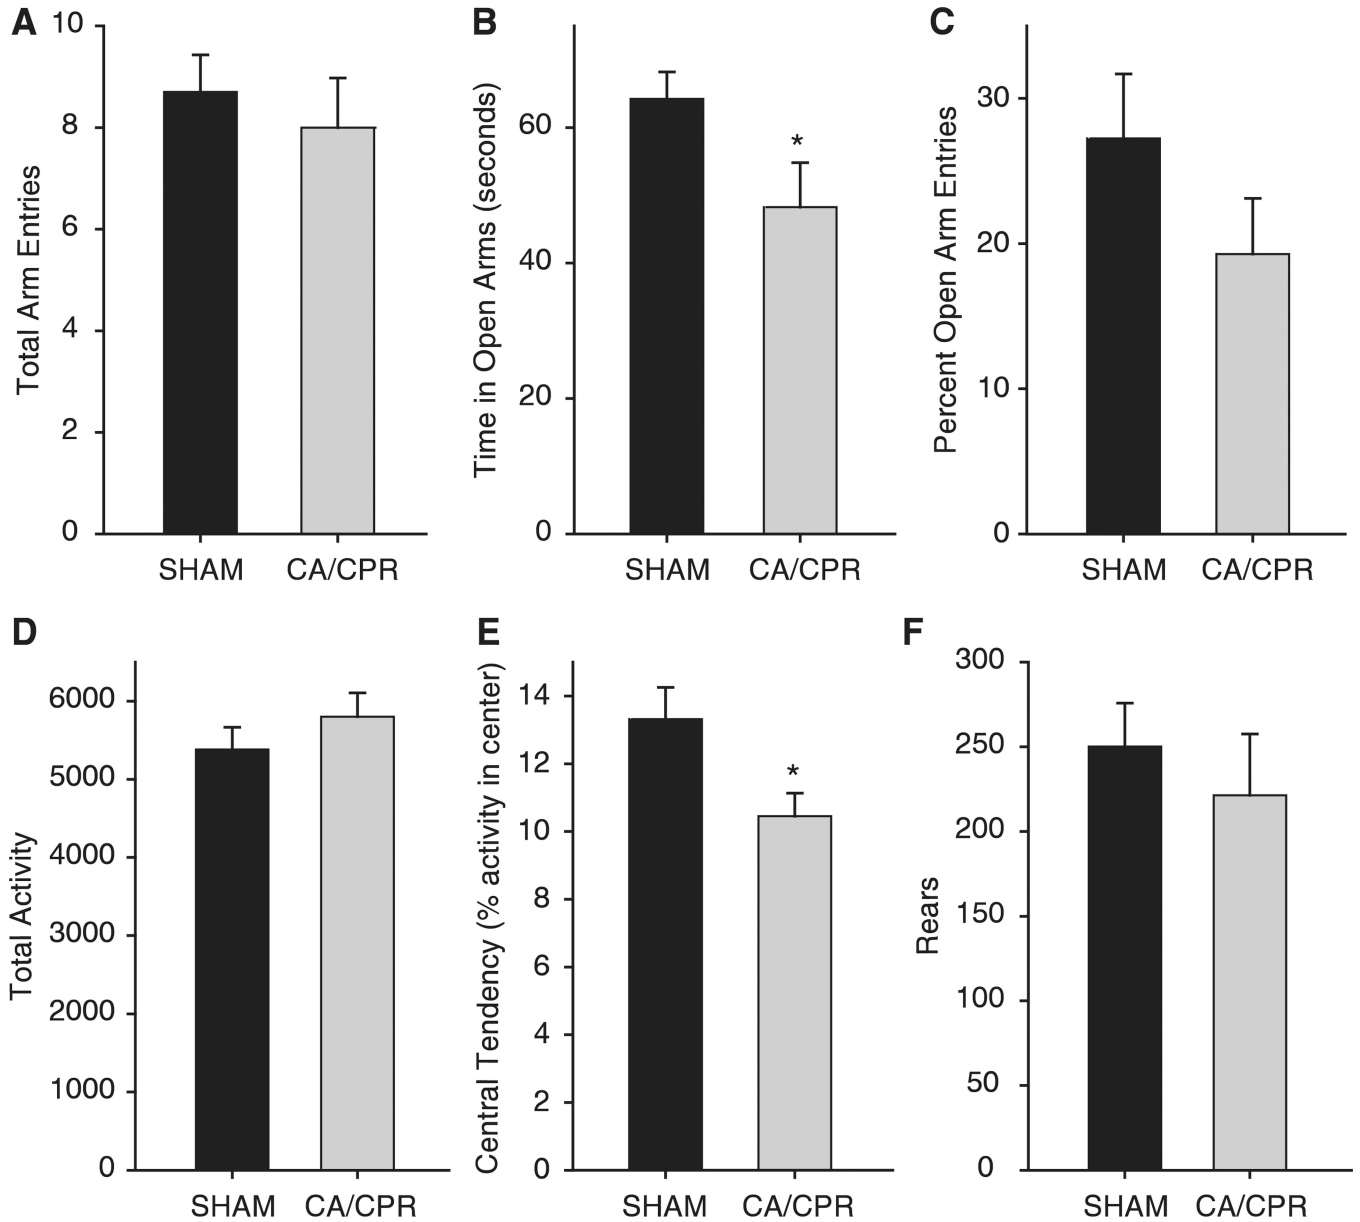 A
Total Arm Entries
10
8
6
4
2
0
SHAM CA/CPR
B
Time in Open Arms (seconds)
60
40
20
0
*
SHAM CA/CPR
C
Percent Open Arm Entries
30
20
10
0
SHAM CA/CPR
D
Total Activity
6000
5000
4000
3000
2000
1000
0
SHAM CA/CPR
E
Central Tendency (% activity in center)
14
12
10
8
6
4
2
0
*
SHAM CA/CPR
F
Rears
300
250
200
150
100
50
0
SHAM CA/CPR